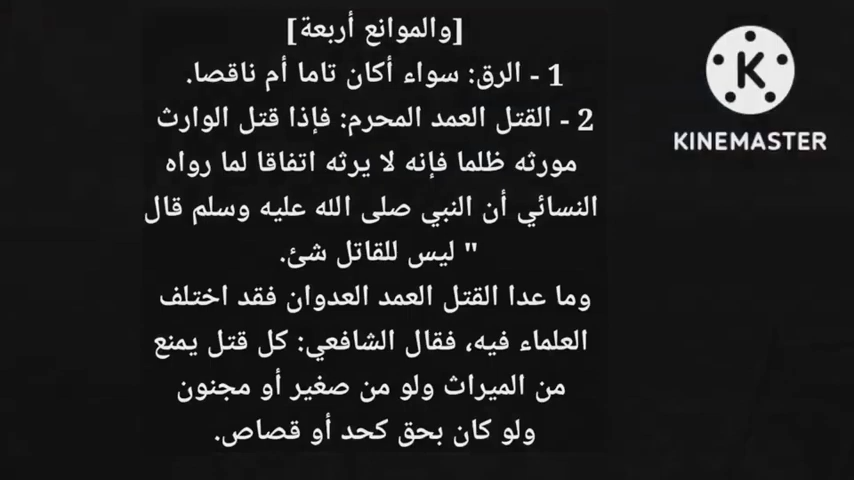 [والموانع أربعة]
1 - الرق: سواء أكان تاما أم ناقصا.
2 - القتل العمد المحرم: فإذا قتل الوارث
مورثه ظلما فإنه لا يرثه اتفاقا لما رواه
النسائي أن النبي صلى الله عليه وسلم قال
" ليس للقاتل شئ.
وما عدا القتل العمد العدوان فقد اختلف
العلماء فيه، فقال الشافعي: كل قتل يمنع
من الميراث ولو من صغير أو مجنون
ولو كان بحق كحد أو قصاص.
K
KINEMASTER